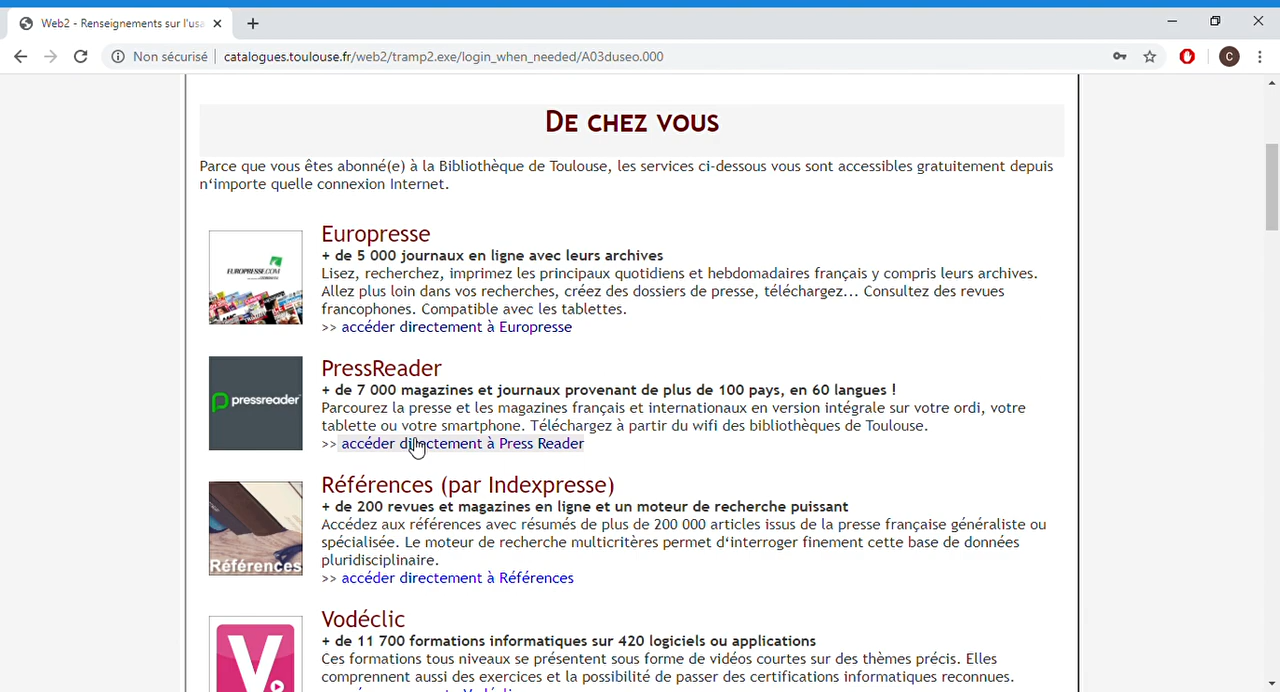 Web2 - Renseignements sur l'usa
Non sécurisé
catalogues.toulouse.fr/web2/tramp2.exe/login_when_needed/A03duseo.000
C
De chez vous
Parce que vous êtes abonné(e) à la Bibliothèque de Toulouse, les services ci-dessous vous sont accessibles gratuitement depuis
n'importe quelle connexion Internet.
EUROPRESSE.COM
Europresse
+ de 5 000 journaux en ligne avec leurs archives
Lisez, recherchez, imprimez les principaux quotidiens et hebdomadaires français y compris leurs archives.
Allez plus loin dans vos recherches, créez des dossiers de presse, téléchargez... Consultez des revues
francophones. Compatible avec les tablettes.
>> accéder directement à Europresse
pressreader
PressReader
+ de 7 000 magazines et journaux provenant de plus de 100 pays, en 60 langues !
Parcourez la presse et les magazines français et internationaux en version intégrale sur votre ordi, votre
tablette ou votre smartphone. Téléchargez à partir du wifi des bibliothèques de Toulouse.
>> accéder directement à Press Reader
Références
Références (par Indexpresse)
+ de 200 revues et magazines en ligne et un moteur de recherche puissant
Accédez aux références avec résumés de plus de 200 000 articles issus de la presse française généraliste ou
spécialisée. Le moteur de recherche multicritères permet d'interroger finement cette base de données
pluridisciplinaire.
>> accéder directement à Références
V
Vodéclic
+ de 11 700 formations informatiques sur 420 logiciels ou applications
Ces formations tous niveaux se présentent sous forme de vidéos courtes sur des thèmes précis. Elles
comprennent aussi des exercices et la possibilité de passer des certifications informatiques reconnues.